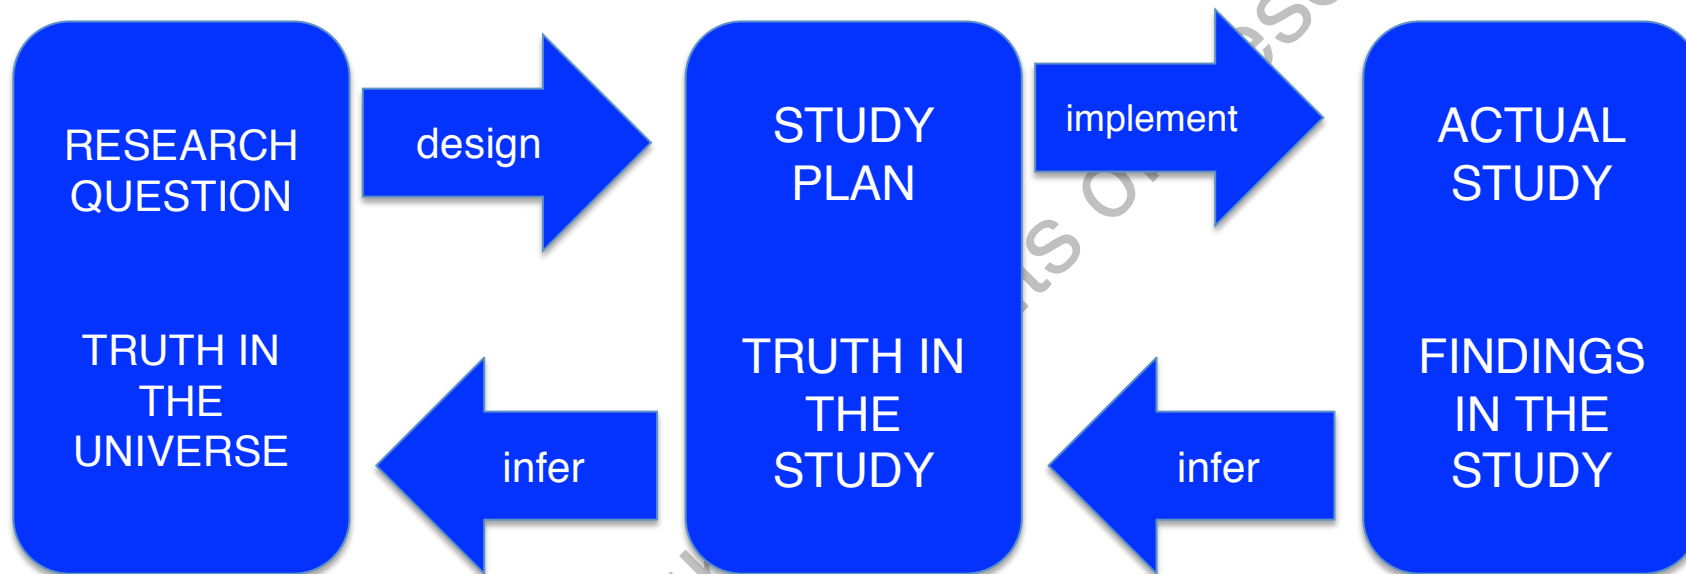 RESEARCH
QUESTION
TRUTH IN
THE
UNIVERSE
design
infer
STUDY
PLAN
TRUTH IN
THE
STUDY
implement
infer
ACTUAL
STUDY
FINDINGS
IN THE
STUDY